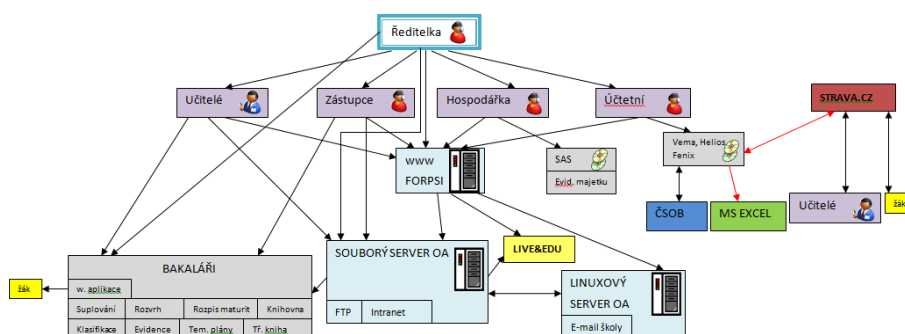 Ředitelka
Učitelé
Zástupce
Hospodářka
Účtetní
STRAVA.CZ
www
FORPSI
SAS
Evid. majetku
Vema, Helios,
Fenix
ČSOB
MS EXCEL
Učitelé
žák
BAKALÁŘI
w. aplikace
Suplování
Rozvrh
Rozpis maturit
Knihovna
Klasifikace
Evidence
Tem. plány
Tř. kniha
žák
SOUBORÝ SERVER OA
FTP
Intranet
LIVE&EDU
LINUXOVÝ
SERVER OA
E-mail školy